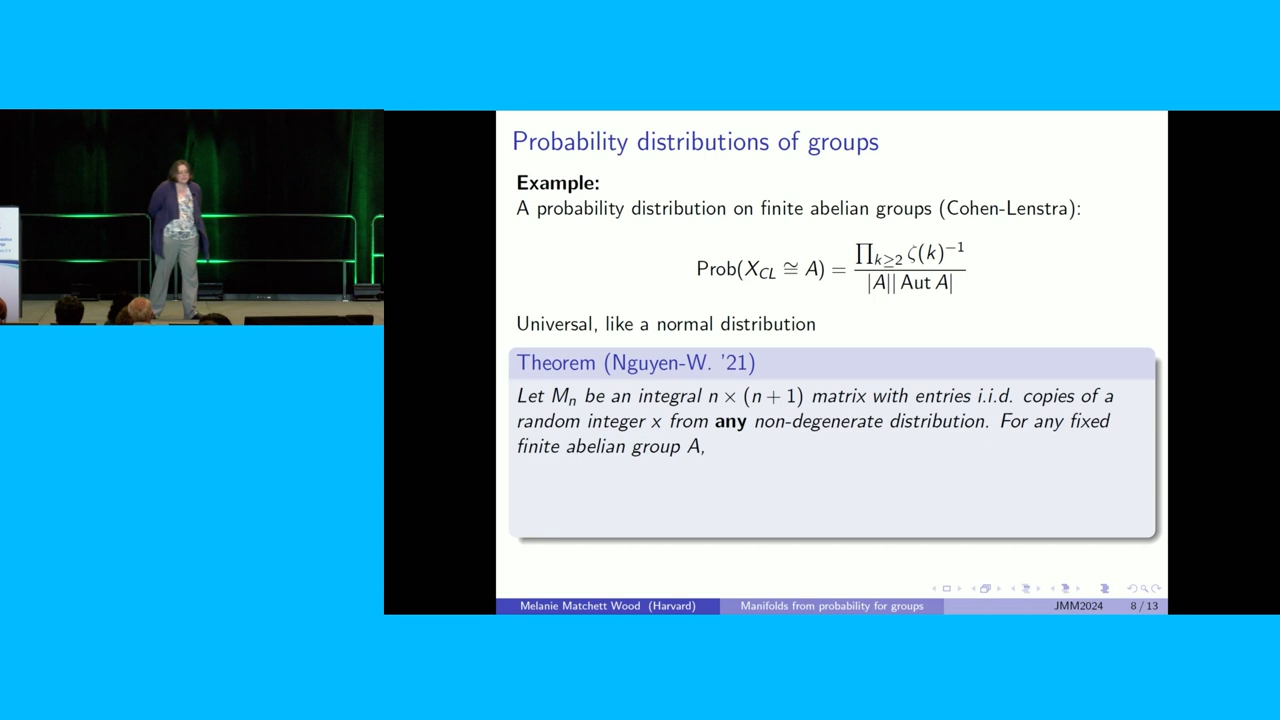 Probability distributions of groups
Example:
A probability distribution on finite abelian groups (Cohen-Lenstra):
Prob(X_{CL} ≅ A) = \frac{∏_{k≥2} ζ(k)^{-1}}{|A||Aut A|}
Universal, like a normal distribution
Theorem (Nguyen-W. '21)
Let M_n be an integral n × (n + 1) matrix with entries i.i.d. copies of a
random integer x from any non-degenerate distribution. For any fixed
finite abelian group A,
Melanie Matchett Wood (Harvard) Manifolds from probability for groups JMM2024 8 / 13